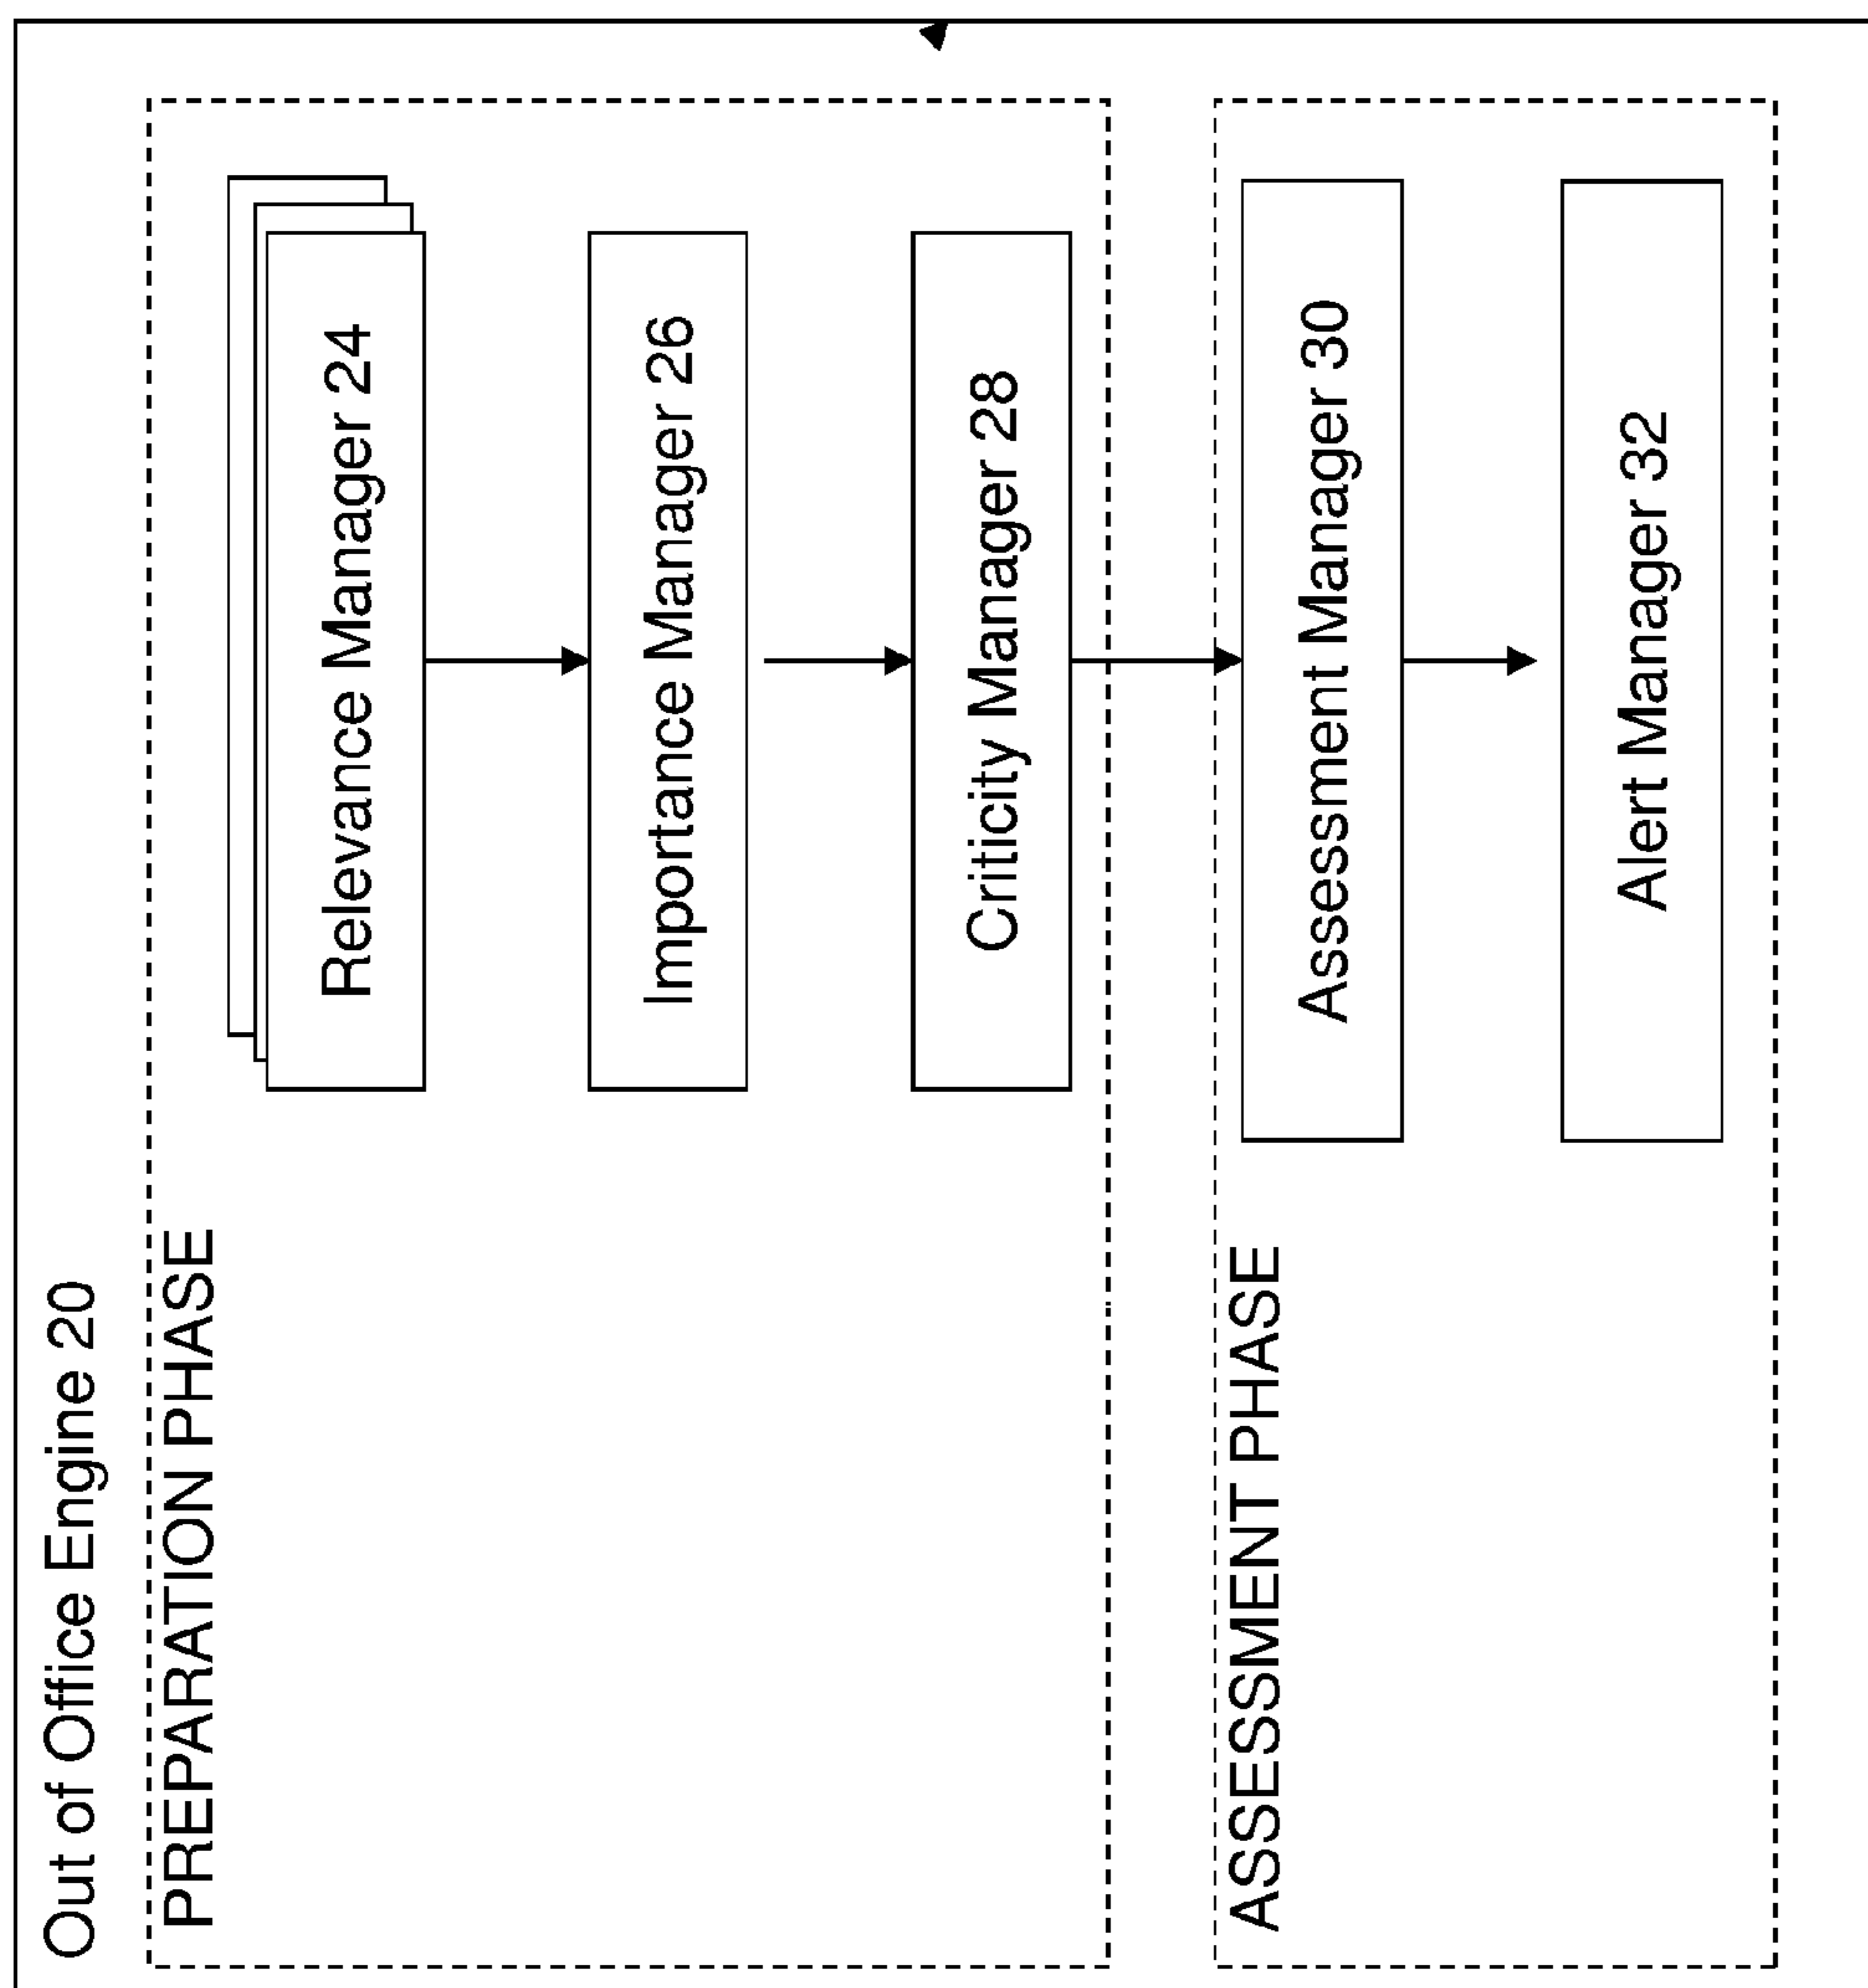 Out of Office Engine 20
PREPARATION PHASE
Relevance Manager 24
Importance Manager 26
Criticity Manager 28
ASSESSMENT PHASE
Assessment Manager 30
Alert Manager 32